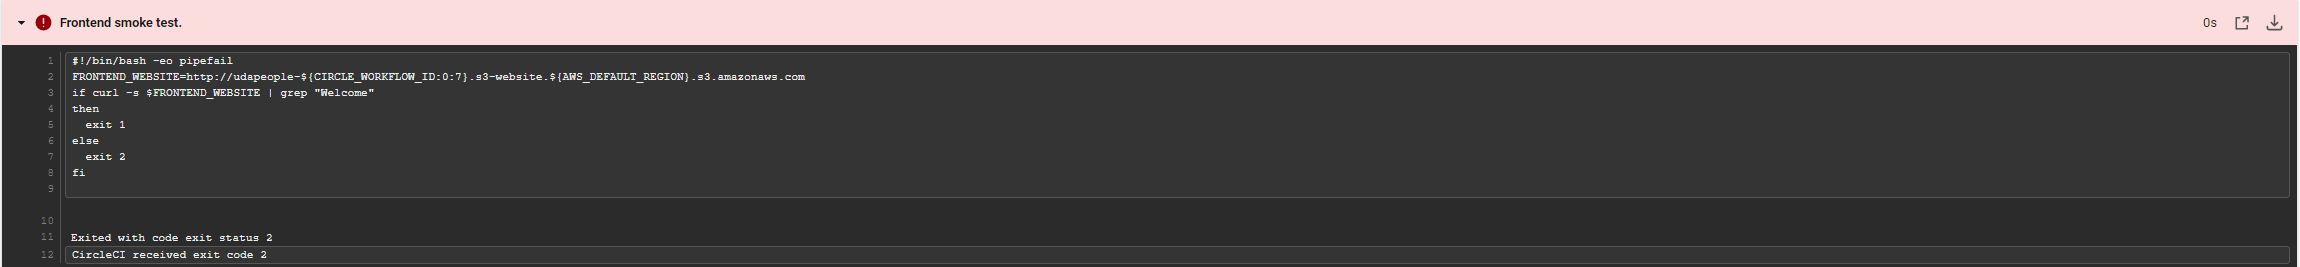 Frontend smoke test.
0s
1 #!/bin/bash -eo pipefail
2 FRONTEND_WEBSITE=http://udapeople-${CIRCLE_WORKFLOW_ID:0:7}.s3-website.${AWS_DEFAULT_REGION}.s3.amazonaws.com
3 if curl -s $FRONTEND_WEBSITE | grep "Welcome"
4 then
5   exit 1
6 else
7   exit 2
8 fi
9
10
11 Exited with code exit status 2
12 CircleCI received exit code 2